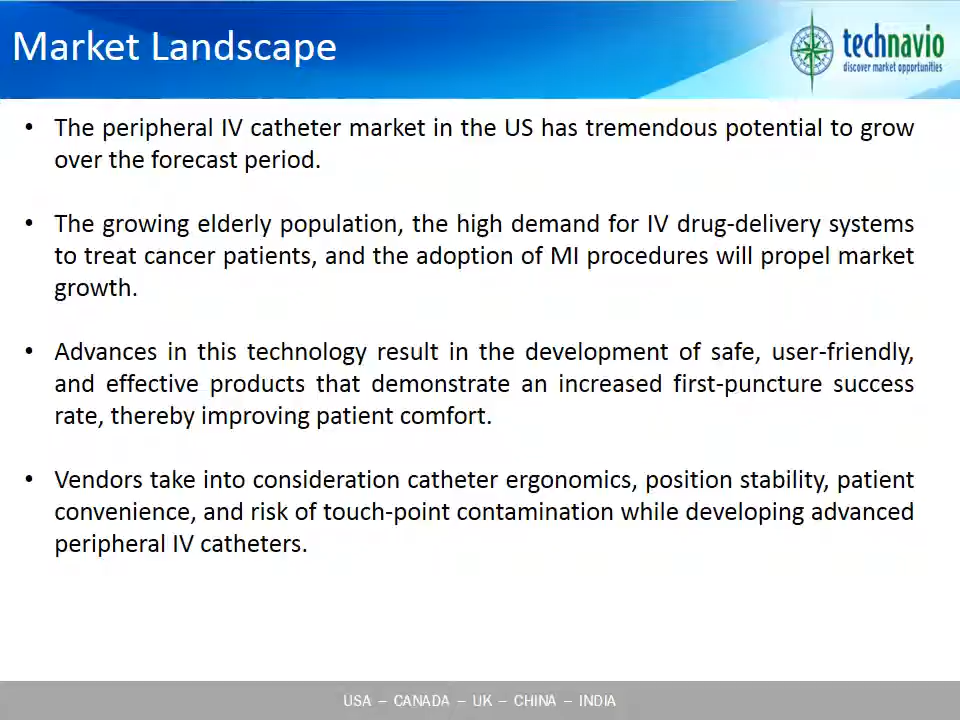 Market Landscape
technavio
discover market opportunities
• The peripheral IV catheter market in the US has tremendous potential to grow
over the forecast period.
• The growing elderly population, the high demand for IV drug-delivery systems
to treat cancer patients, and the adoption of MI procedures will propel market
growth.
• Advances in this technology result in the development of safe, user-friendly,
and effective products that demonstrate an increased first-puncture success
rate, thereby improving patient comfort.
• Vendors take into consideration catheter ergonomics, position stability, patient
convenience, and risk of touch-point contamination while developing advanced
peripheral IV catheters.
USA – CANADA – UK – CHINA – INDIA